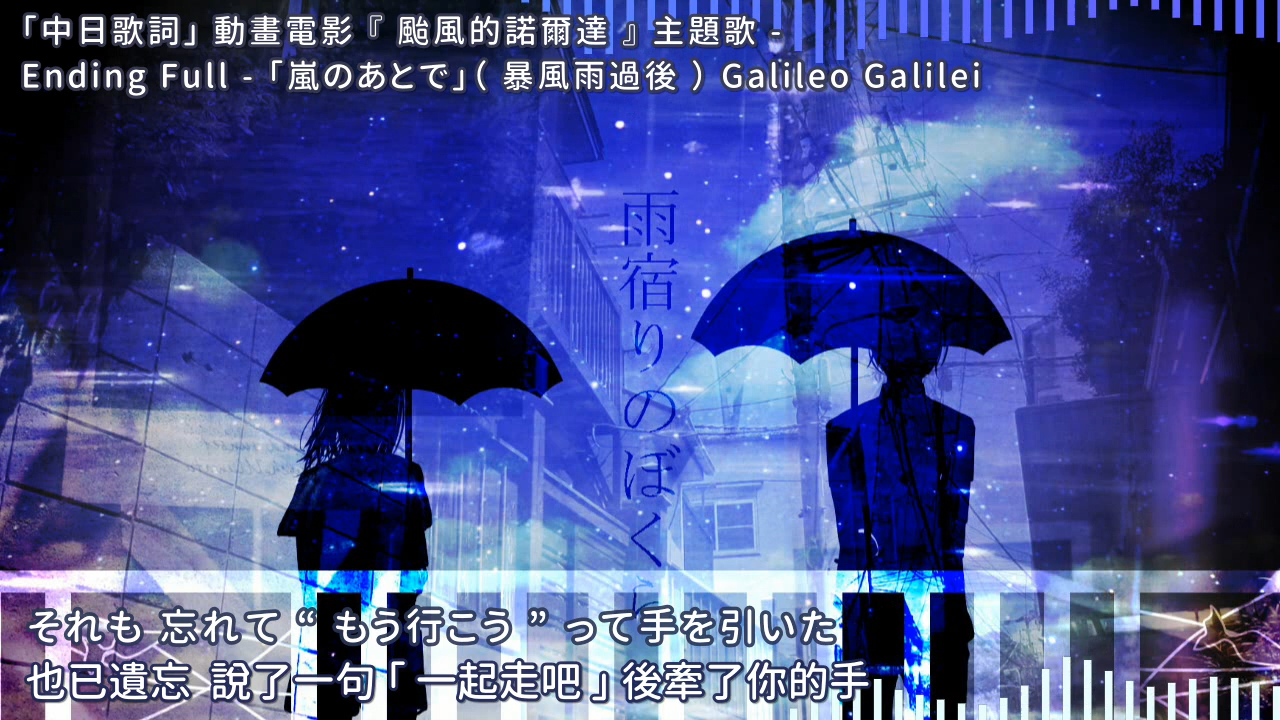 「中日歌詞」動畫電影『 颱風的諾爾達 』主題歌 -
Ending Full -「嵐のあとで」( 暴風雨過後 ) Galileo Galilei
雨宿りのぼく
それも 忘れて “ もう行こう ” って手を引いた
也已遺忘 說了一句「 一起走吧 」後牽了你的手